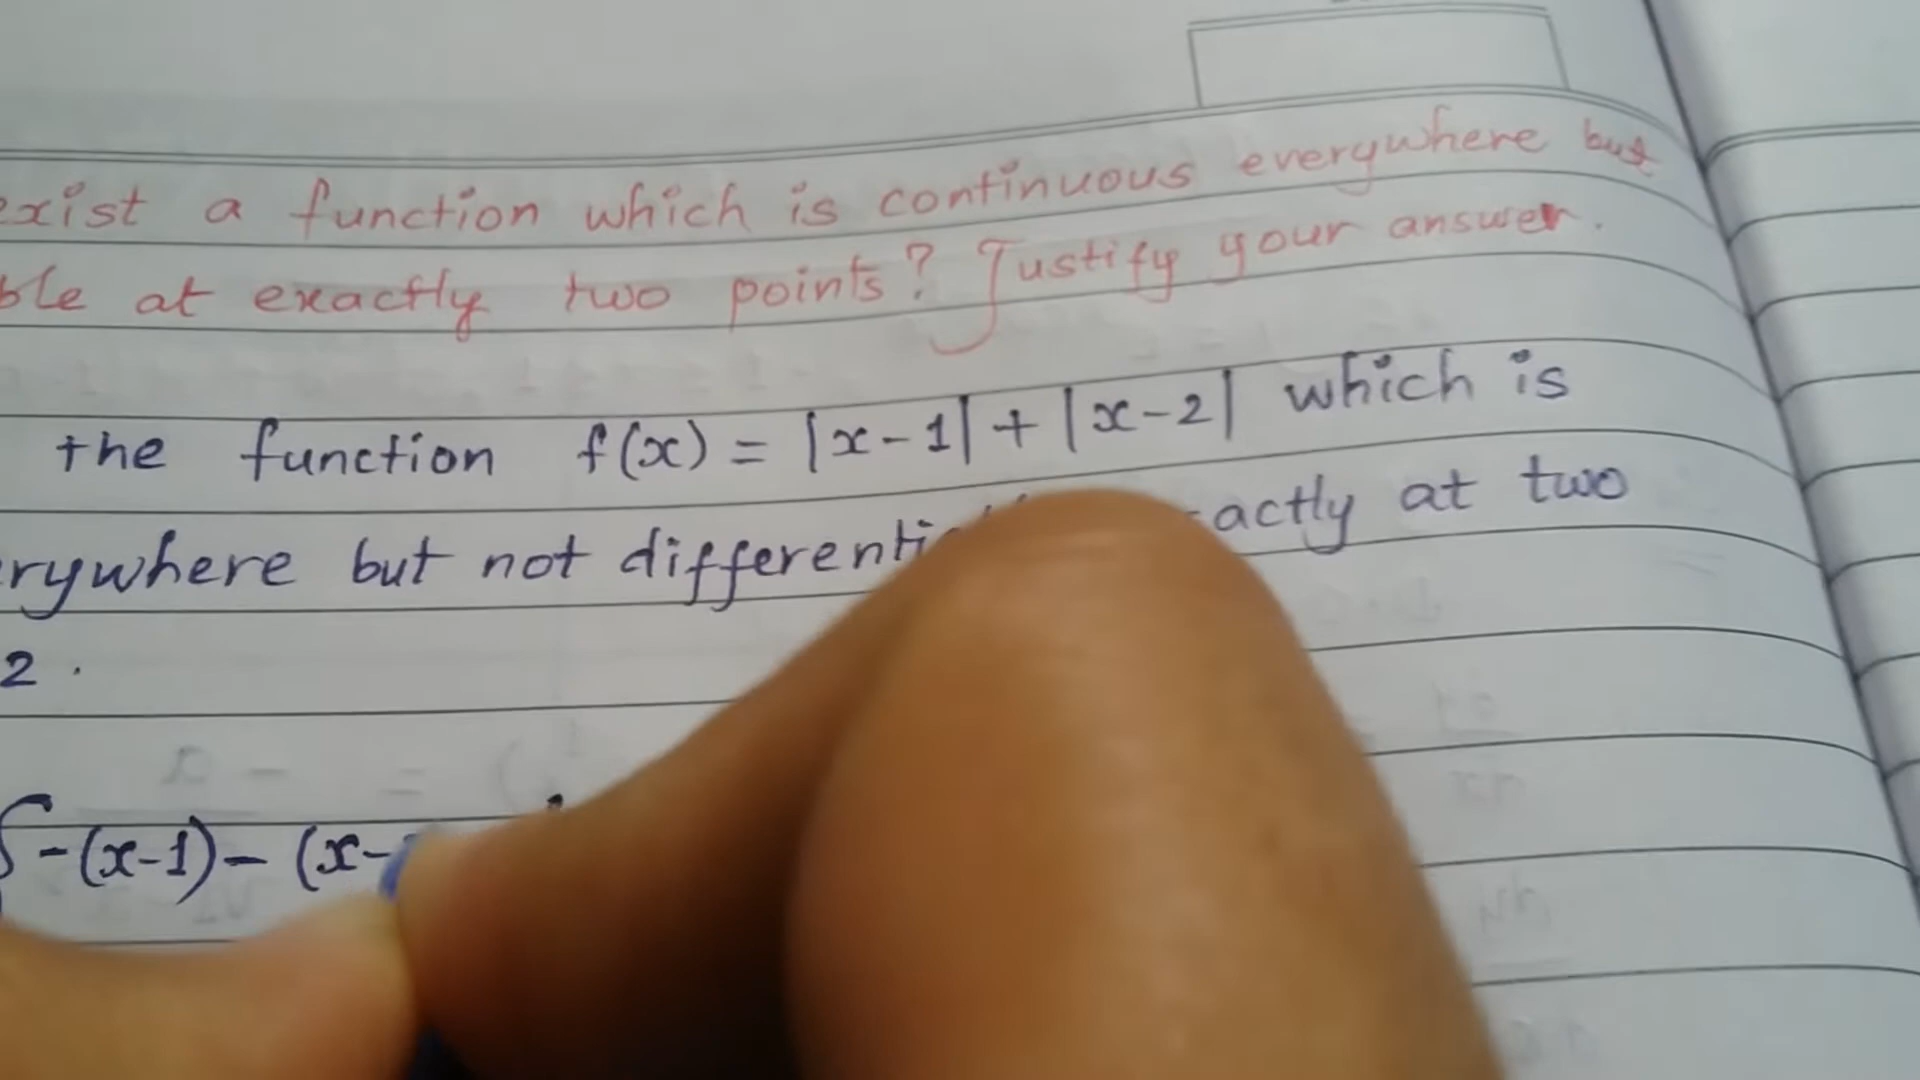 exist a function which is continuous everywhere but
ble at exactly two points? Justify your answer.
the function f(x) = |x-1| + |x-2| which is
rywhere but not differenti actly at two
2.
-(x-1) - (x-